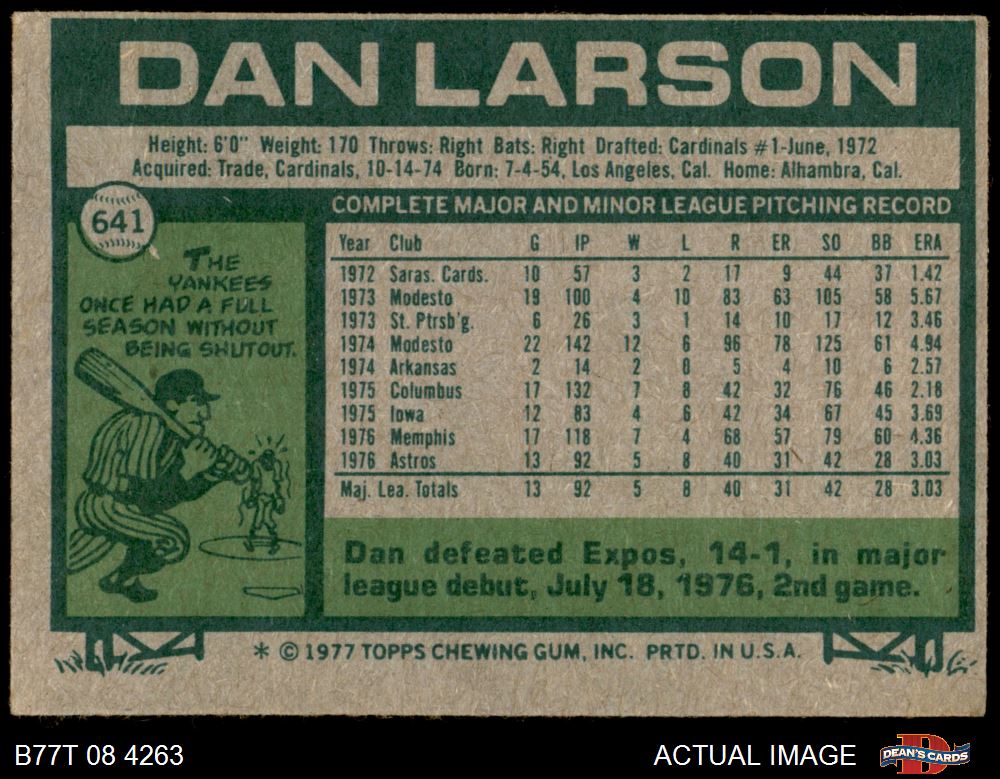 DAN LARSON
Height: 6'0" Weight: 170 Throws: Right Bats: Right Drafted: Cardinals #1-June, 1972
Acquired: Trade, Cardinals, 10-14-74 Born: 7-4-54, Los Angeles, Cal. Home: Alhambra, Cal.
641
THE
YANKEES
ONCE HAD A FULL
SEASON WITHOUT
BEING SHUTOUT.
COMPLETE MAJOR AND MINOR LEAGUE PITCHING RECORD
Year Club G IP W L R ER SO BB ERA
1972 Saras. Cards. 10 57 3 2 17 9 44 37 1.42
1973 Modesto 19 100 4 10 83 63 105 58 5.67
1973 St. Ptrsb'g. 6 26 3 1 14 10 17 12 3.46
1974 Modesto 22 142 12 6 96 78 125 61 4.94
1974 Arkansas 2 14 2 0 5 4 10 6 2.57
1975 Columbus 17 132 7 8 42 32 76 46 2.18
1975 Iowa 12 83 4 6 42 34 67 45 3.69
1976 Memphis 17 118 7 4 68 57 79 60 4.36
1976 Astros 13 92 5 8 40 31 42 28 3.03
Maj. Lea. Totals 13 92 5 8 40 31 42 28 3.03
Dan defeated Expos, 14-1, in major
league debut, July 18, 1976, 2nd game.
* © 1977 TOPPS CHEWING GUM, INC. PRTD. IN U.S.A.
B77T 08 4263
ACTUAL IMAGE
D
DEAN'S CARDS